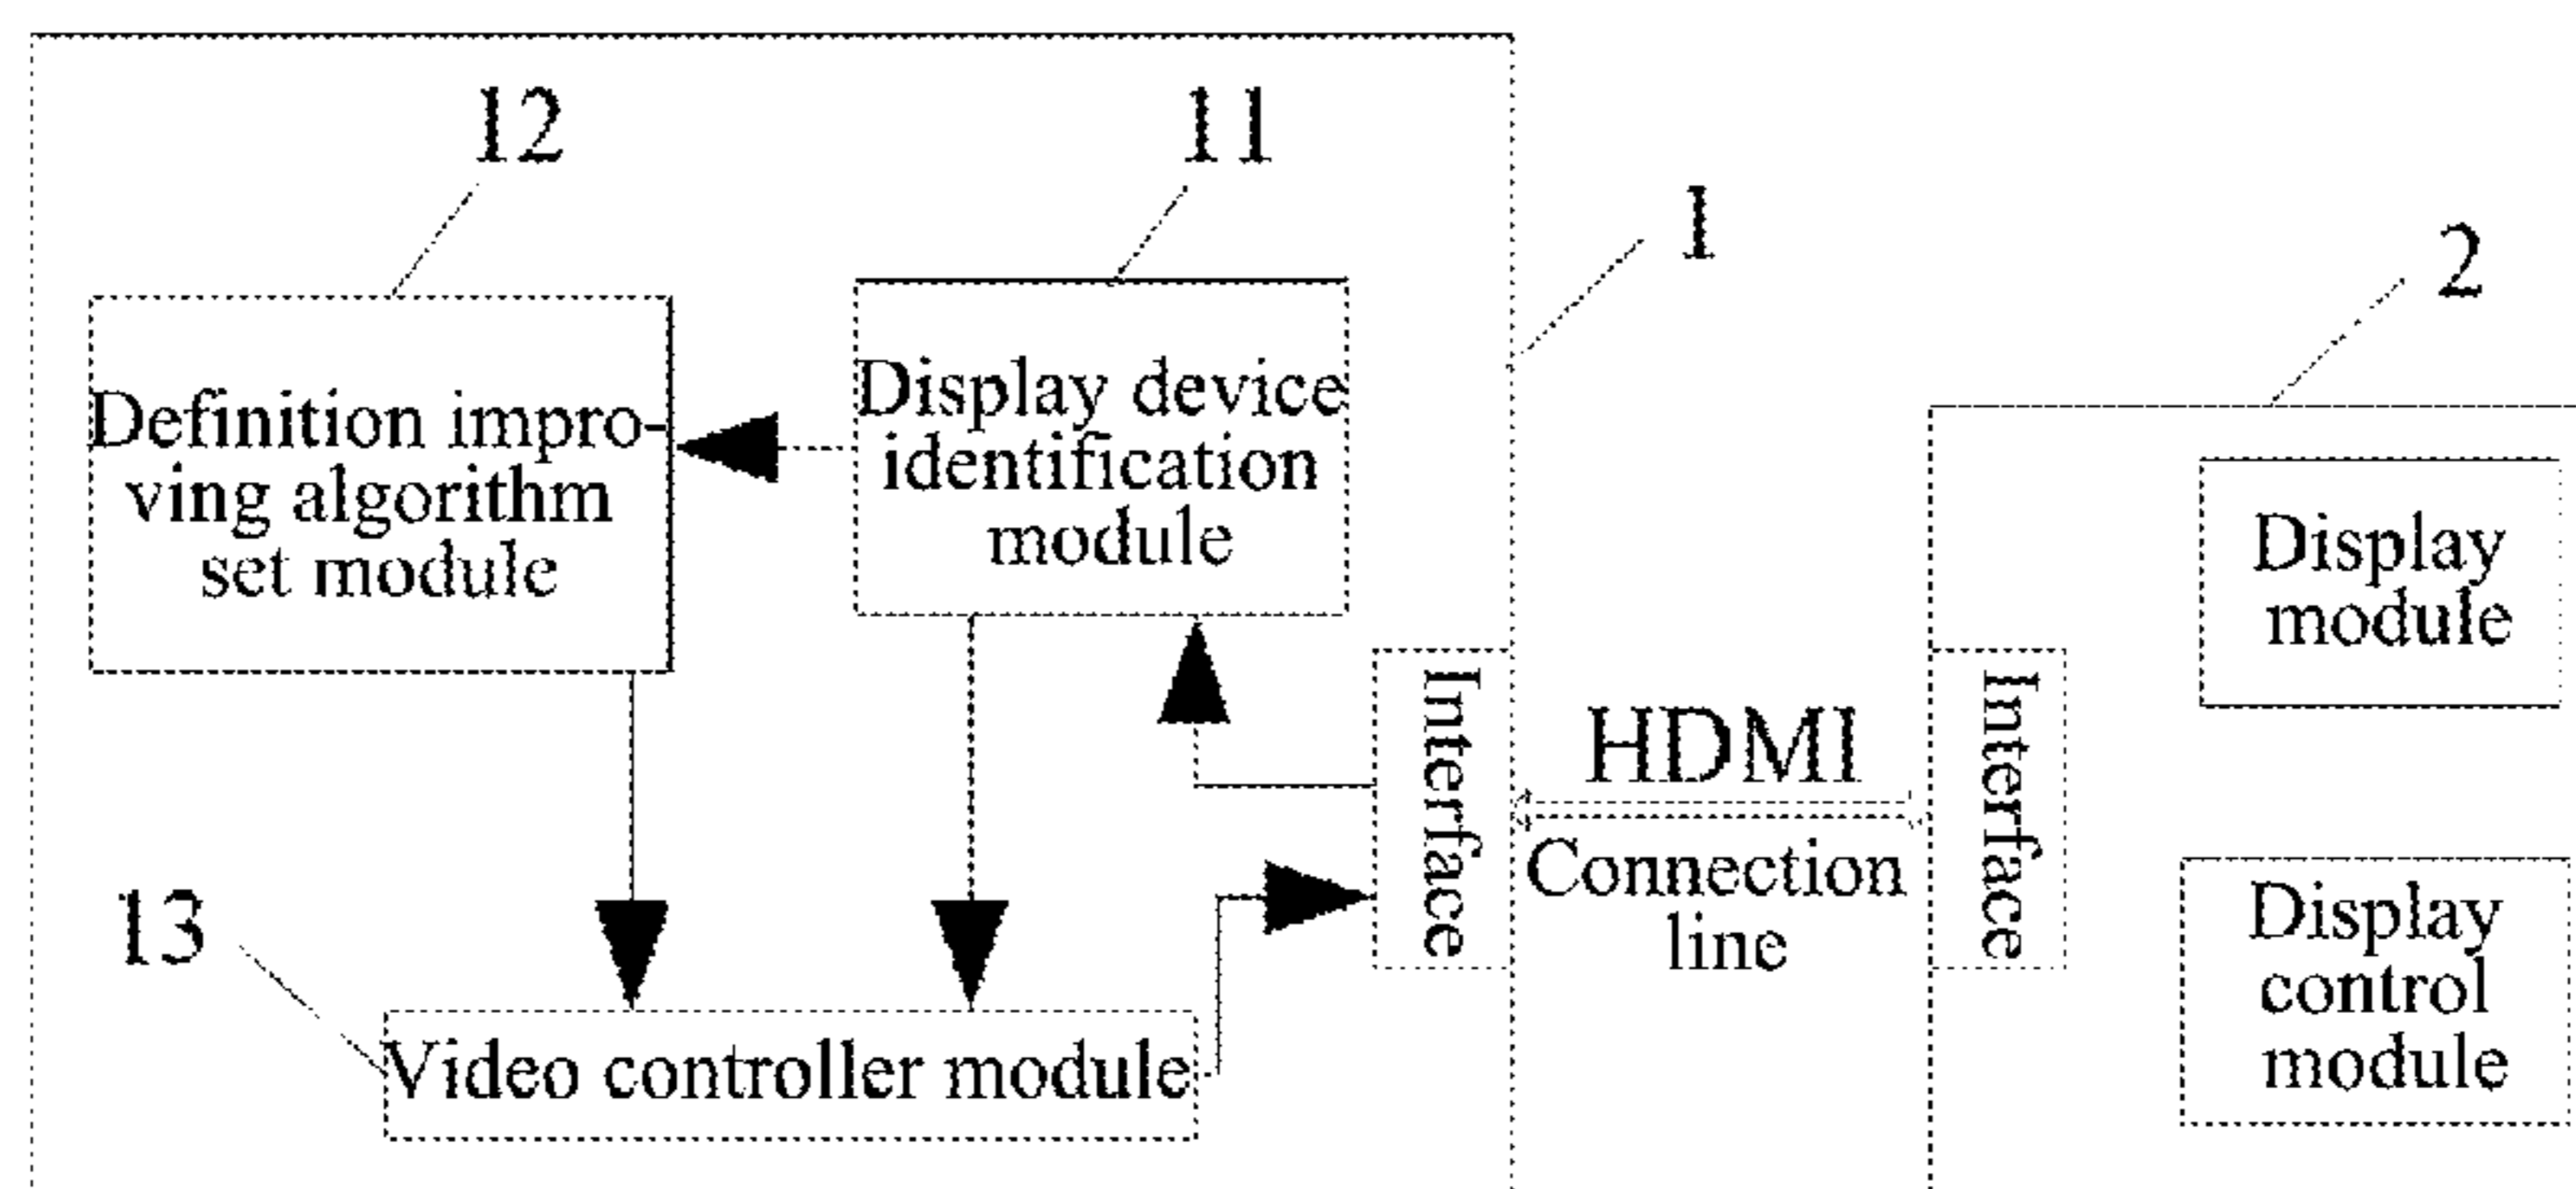 12
11
1
2
Definition impro-
ving algorithm
set module
Display device
identification
module
Display
module
Interface
HDMI
Connection
line
Interface
Display
control
module
13
Video controller module